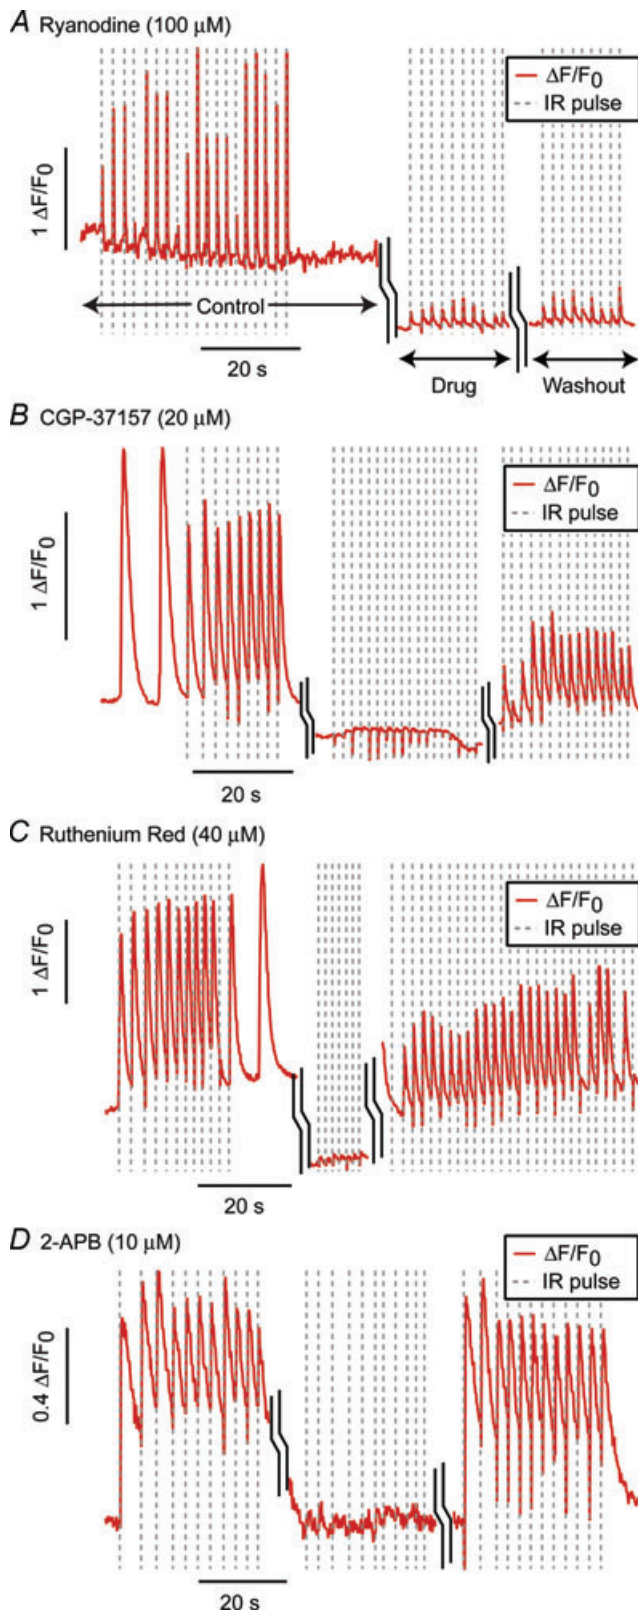 A Ryanodine (100 μM)
ΔF/F0
IR pulse
1 ΔF/F0
Control
20 s
Drug
Washout
B CGP-37157 (20 μM)
ΔF/F0
IR pulse
1 ΔF/F0
20 s
C Ruthenium Red (40 μM)
ΔF/F0
IR pulse
1 ΔF/F0
20 s
D 2-APB (10 μM)
ΔF/F0
IR pulse
0.4 ΔF/F0
20 s